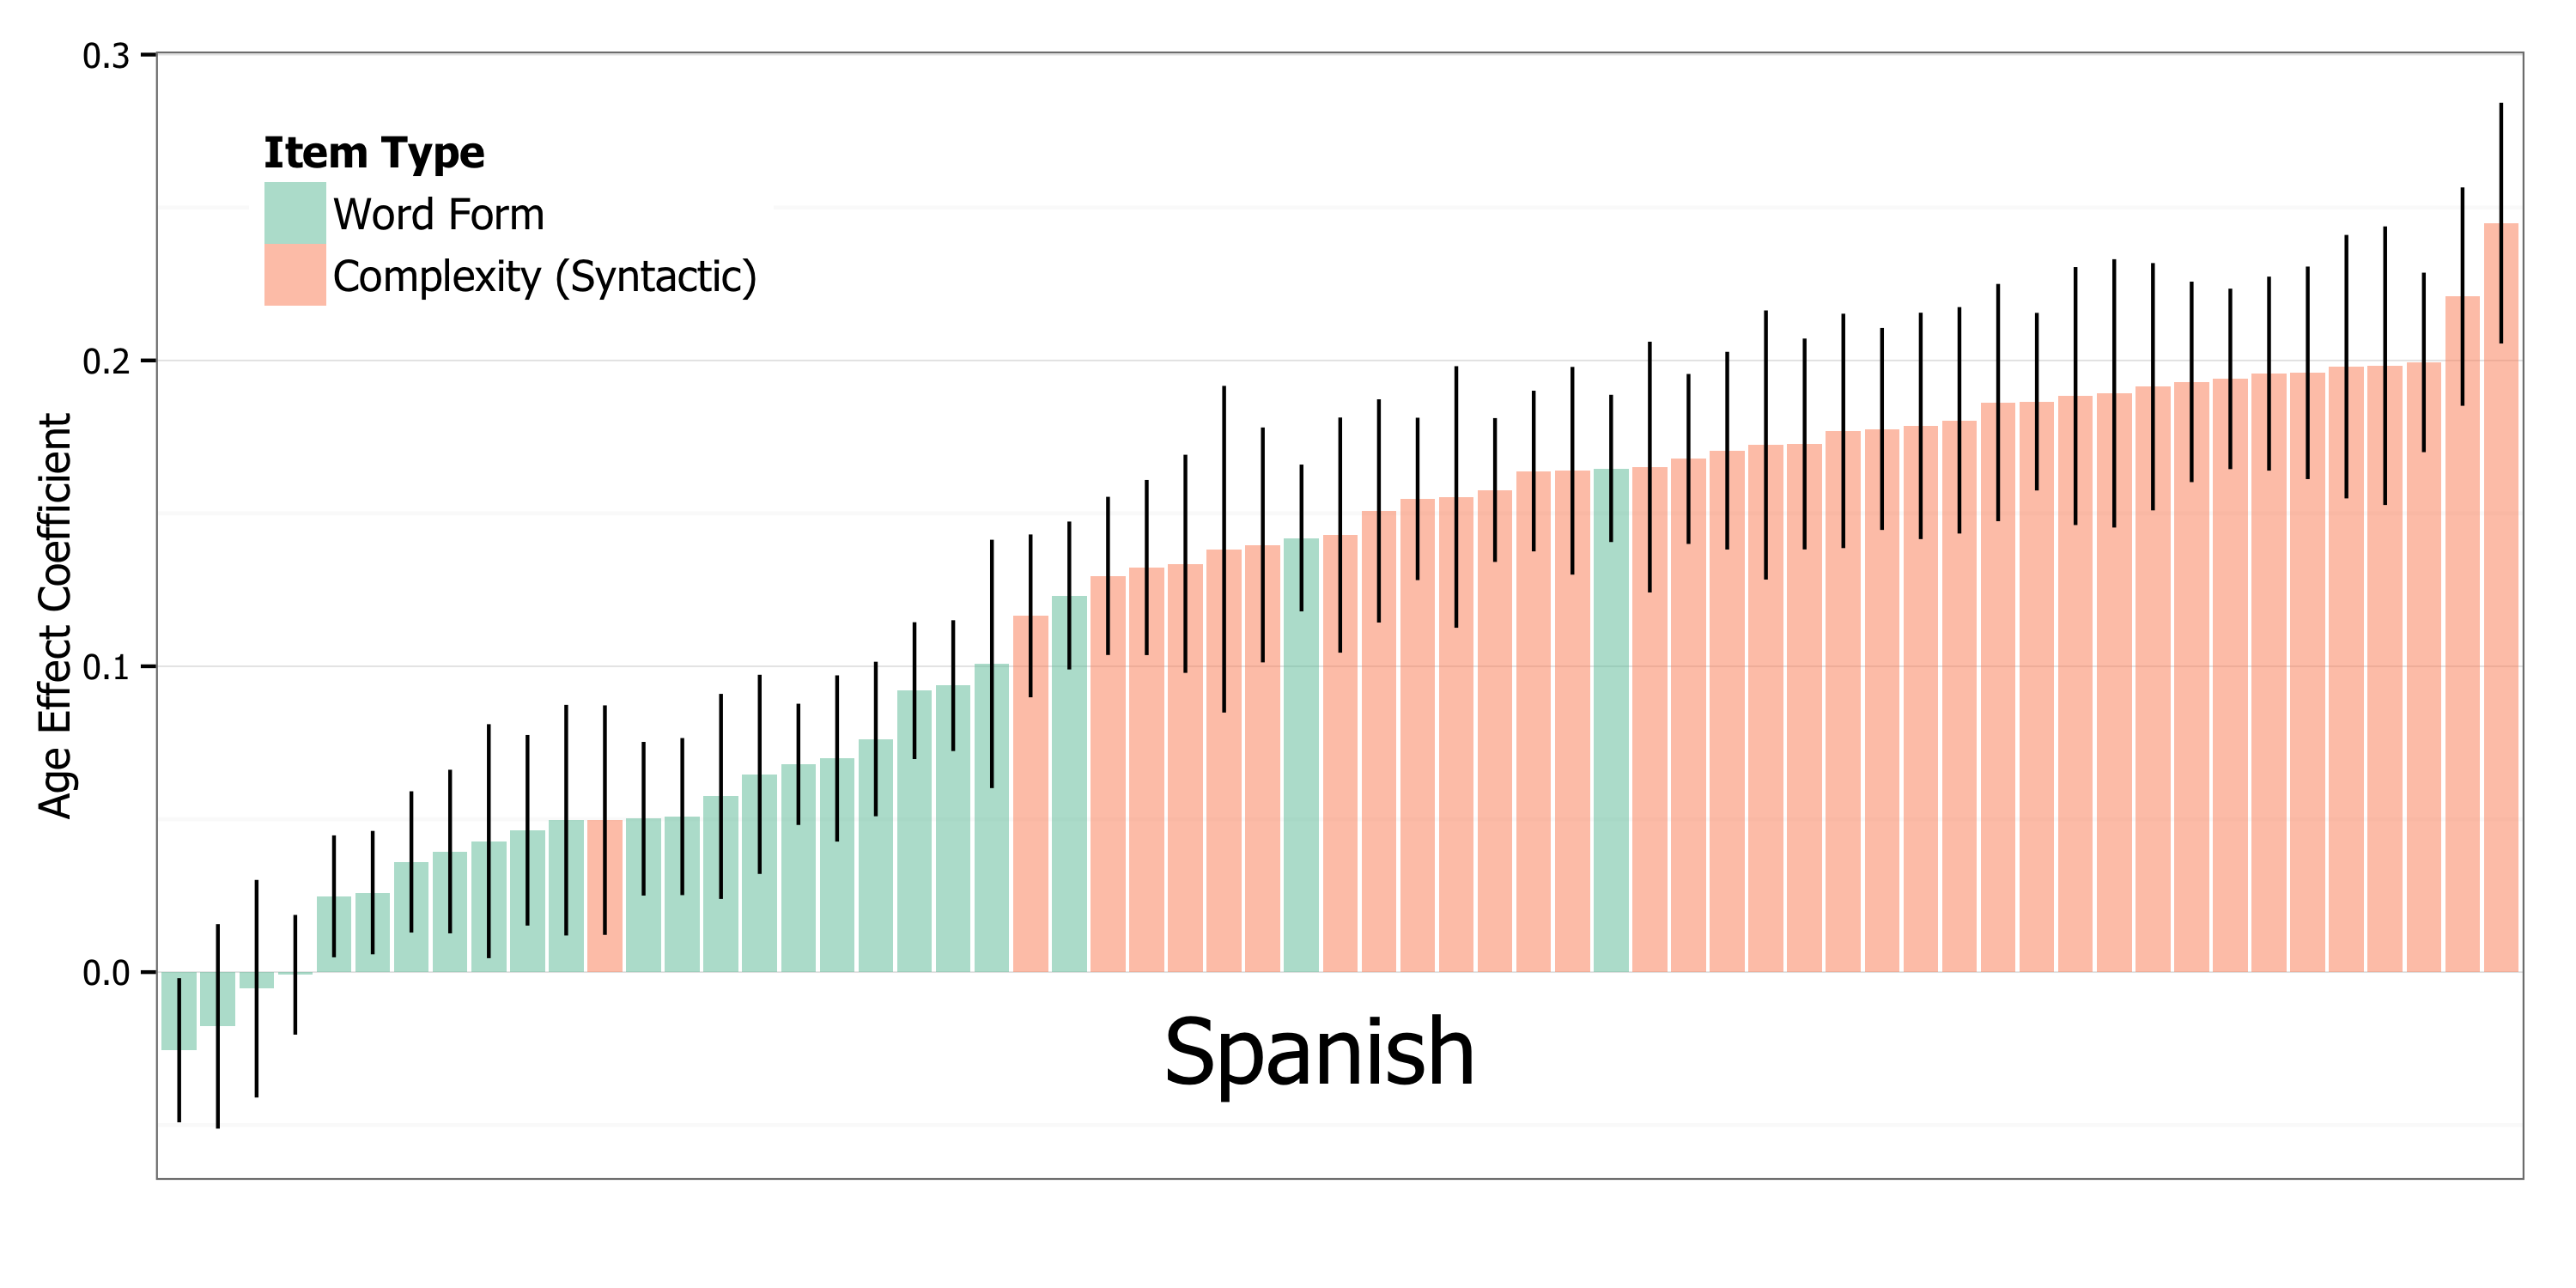 0.3
Item Type
Word Form
Complexity (Syntactic)
0.2
0.1
0.0
Age Effect Coefficient
Spanish